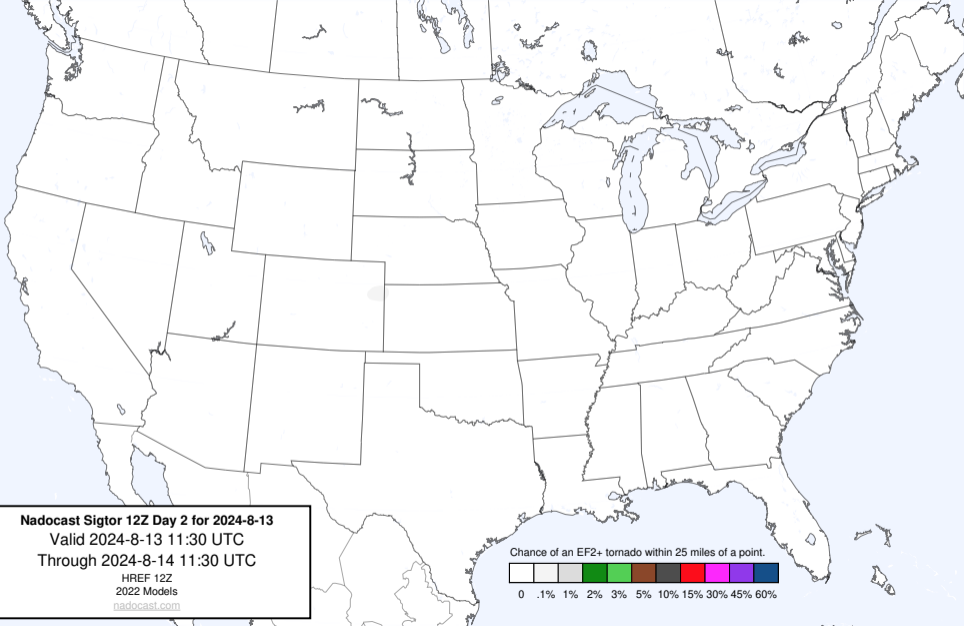 Nadocast Sigtor 12Z Day 2 for 2024-8-13
Valid 2024-8-13 11:30 UTC
Through 2024-8-14 11:30 UTC
HREF 12Z
2022 Models
nadocast.com
Chance of an EF2+ tornado within 25 miles of a point.
0 .1% 1% 2% 3% 5% 10% 15% 30% 45% 60%